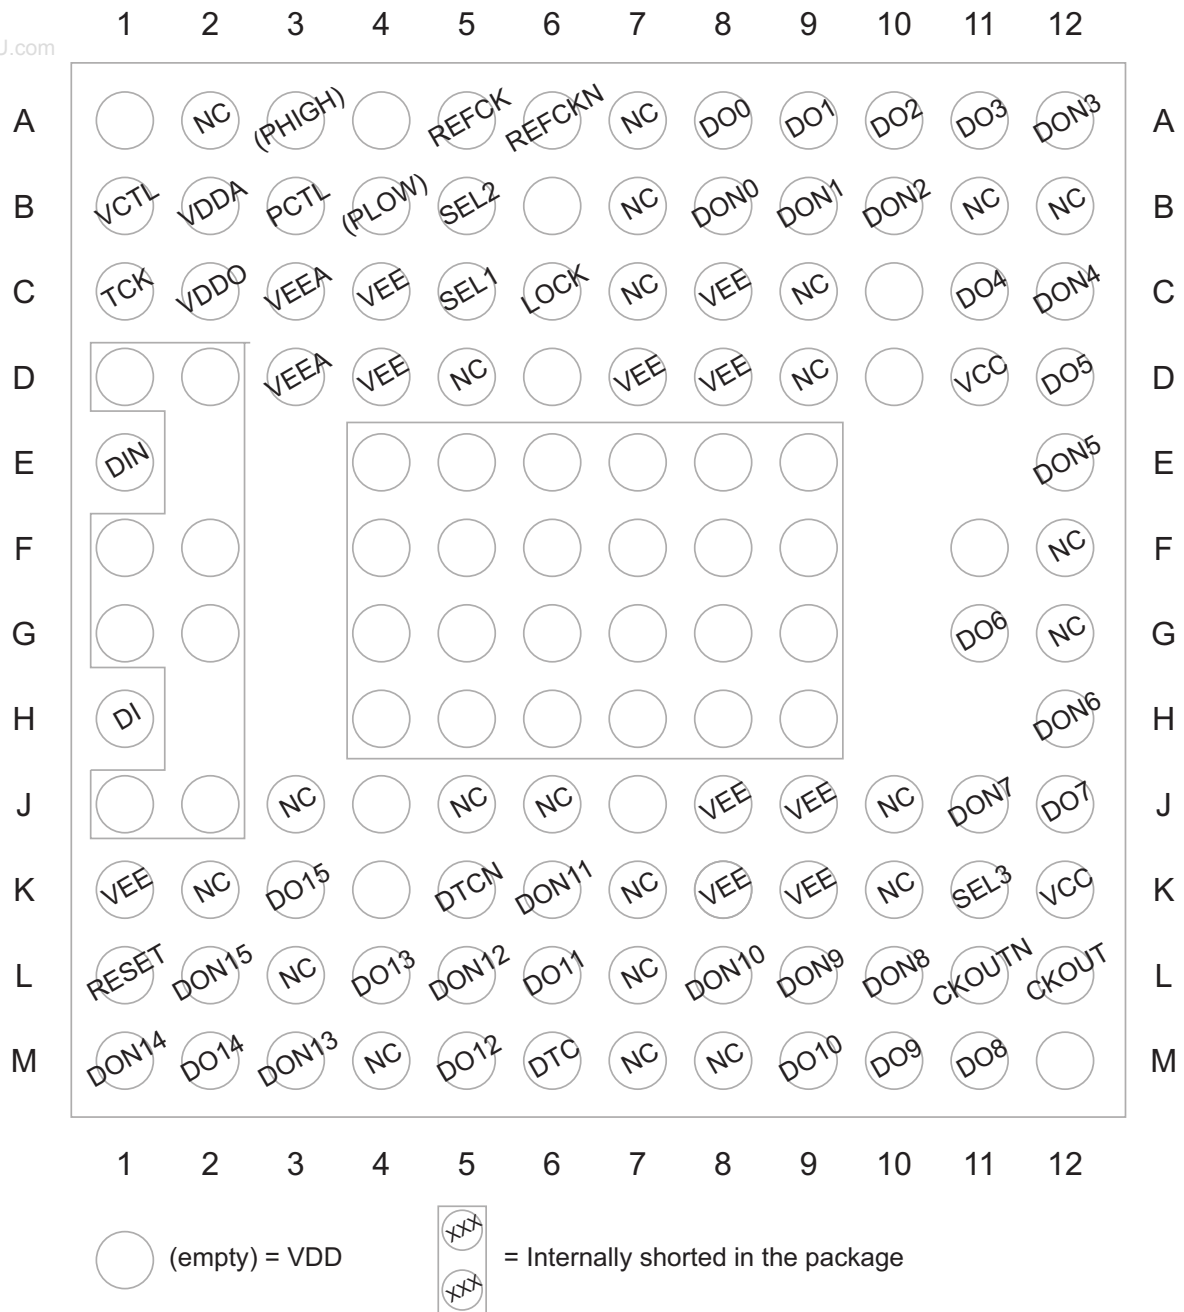 1 2 3 4 5 6 7 8 9 10 11 12
U.com
A NC (PHIGH) REFCK REFCKN NC DO0 DO1 DO2 DO3 DON3 A
B VCTL VDDA PCTL (PLOW) SEL2 NC DON0 DON1 DON2 NC NC B
C TCK VDDO VEEA VEE SEL1 LOCK NC VEE NC DO4 DON4 C
D VEEA VEE NC VEE VEE NC VCC DO5 D
E DIN DON5 E
F NC F
G DO6 NC G
H DI DON6 H
J NC NC NC VEE VEE NC DON7 DO7 J
K VEE NC DO15 DTCN DON11 NC VEE VEE NC SEL3 VCC K
L RESET DON15 NC DO13 DON12 DO11 NC DON10 DON9 DON8 CKOUTN CKOUT L
M DON14 DO14 DON13 NC DO12 DTC NC NC DO10 DO9 DO8 M
1 2 3 4 5 6 7 8 9 10 11 12
XXX
(empty) = VDD = Internally shorted in the package
XXX